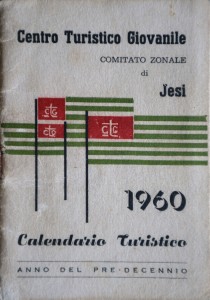 Centro Turistico Giovanile
COMITATO ZONALE
di
Jesi
ctg
ctg
ctg
1960
Calendario Turistico
ANNO DEL PRE-DECENNIO